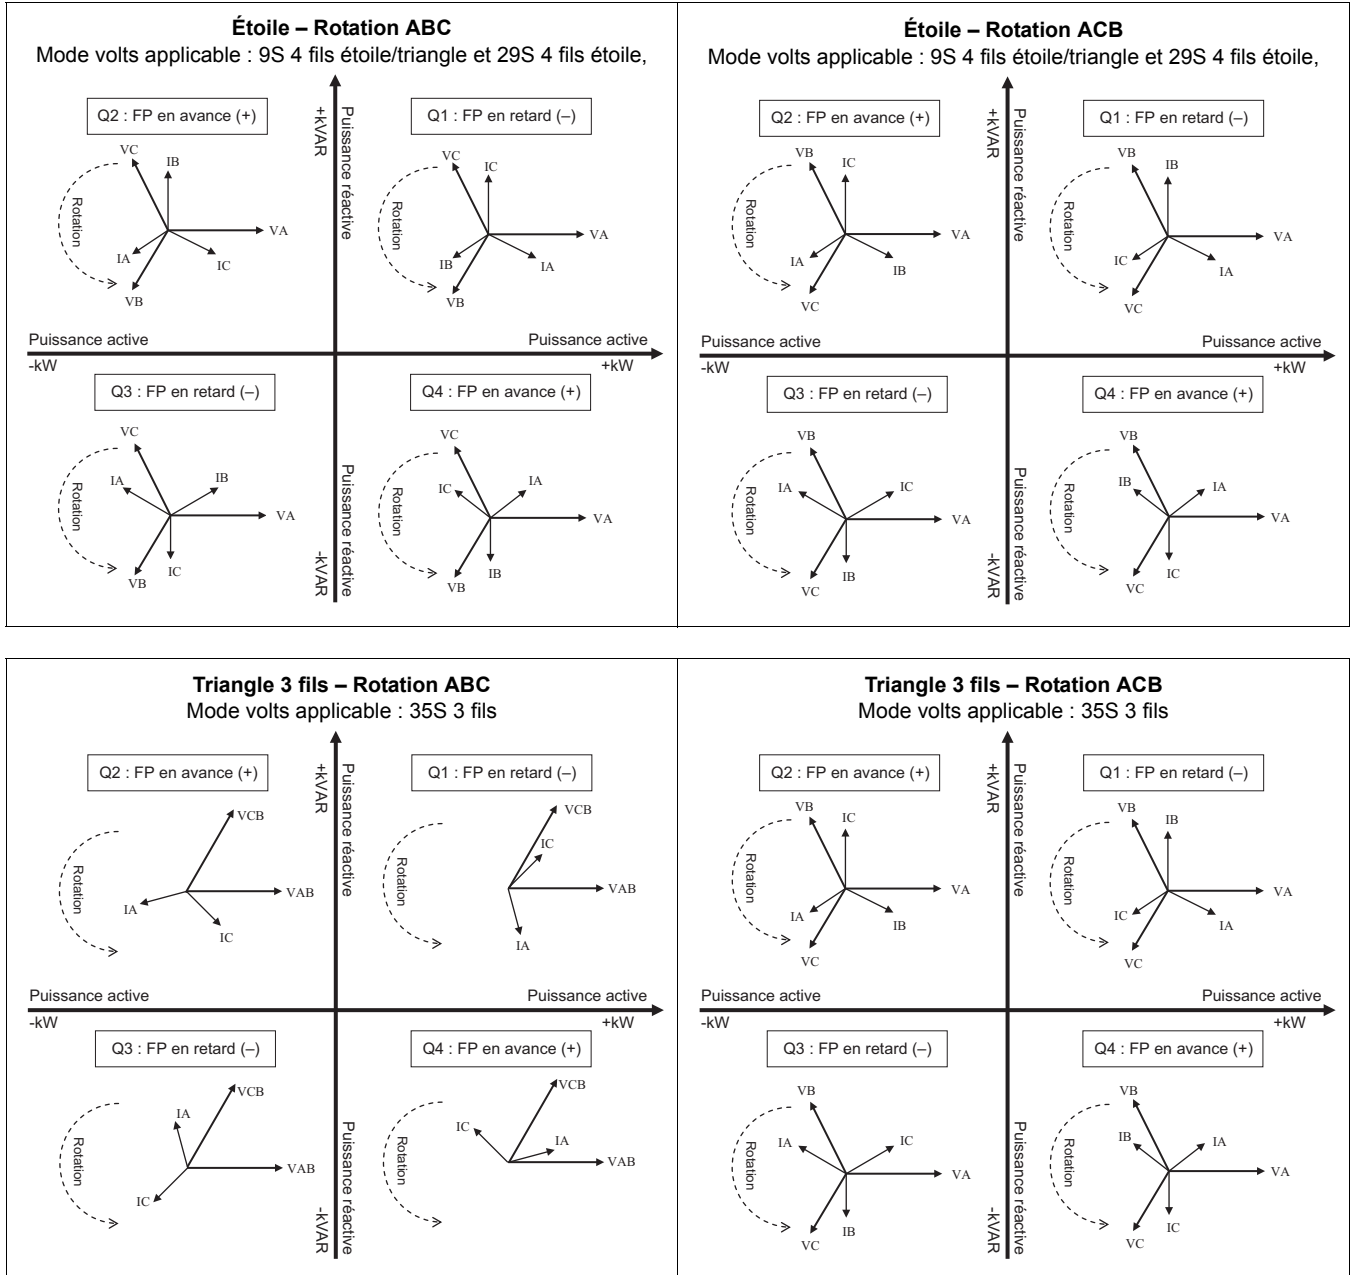 Étoile – Rotation ABC
Mode volts applicable : 9S 4 fils étoile/triangle et 29S 4 fils étoile,
Q2 : FP en avance (+)
VC
IB
Rotation
VA
IA
IC
VB
+kVAR
Puissance réactive
Q1 : FP en retard (–)
VC
IC
Rotation
VA
IB
IA
VB
Puissance active
-kW
Puissance active
+kW
Q3 : FP en retard (–)
VC
IA
IB
Rotation
VA
VB
IC
-kVAR
Puissance réactive
Q4 : FP en avance (+)
VC
IC
IA
Rotation
VA
VB
IB
Étoile – Rotation ACB
Mode volts applicable : 9S 4 fils étoile/triangle et 29S 4 fils étoile,
Q2 : FP en avance (+)
VB
IC
Rotation
VA
IA
IB
VC
+kVAR
Puissance réactive
Q1 : FP en retard (–)
VB
IB
Rotation
VA
IC
IA
VC
Puissance active
-kW
Puissance active
+kW
Q3 : FP en retard (–)
VB
IA
IC
Rotation
VA
VC
IB
-kVAR
Puissance réactive
Q4 : FP en avance (+)
VB
IB
IA
Rotation
VA
VC
IC
Triangle 3 fils – Rotation ABC
Mode volts applicable : 35S 3 fils
Q2 : FP en avance (+)
VCB
Rotation
VAB
IA
IC
+kVAR
Puissance réactive
Q1 : FP en retard (–)
VCB
IC
Rotation
VAB
IA
Puissance active
-kW
Puissance active
+kW
Q3 : FP en retard (–)
VCB
IA
Rotation
VAB
IC
-kVAR
Puissance réactive
Q4 : FP en avance (+)
VCB
IC
IA
Rotation
VAB
Triangle 3 fils – Rotation ACB
Mode volts applicable : 35S 3 fils
Q2 : FP en avance (+)
VB
IC
Rotation
VA
IA
IB
VC
+kVAR
Puissance réactive
Q1 : FP en retard (–)
VB
IB
Rotation
VA
IC
IA
VC
Puissance active
-kW
Puissance active
+kW
Q3 : FP en retard (–)
VB
IA
IC
Rotation
VA
VC
IB
-kVAR
Puissance réactive
Q4 : FP en avance (+)
VB
IB
IA
Rotation
VA
VC
IC